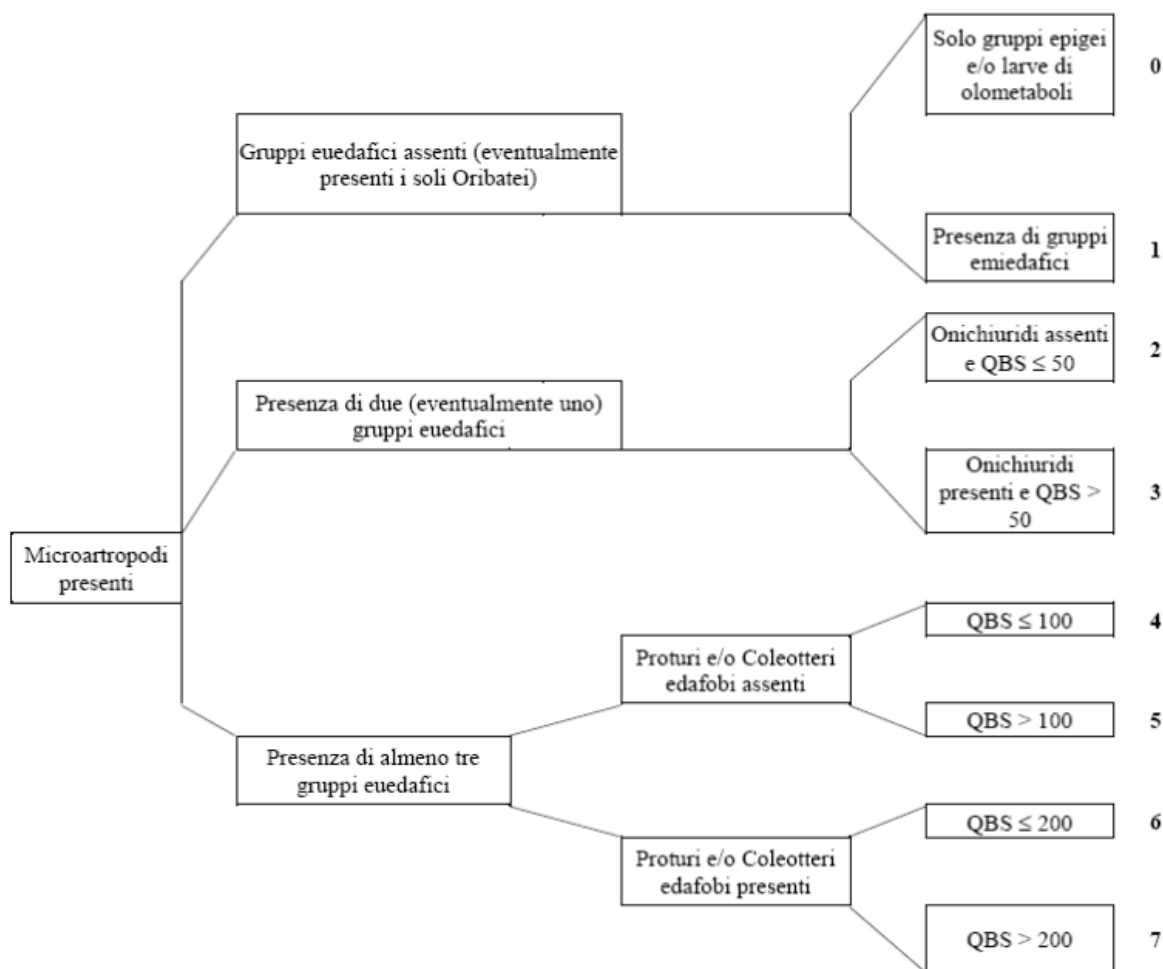 Solo gruppi epigei
e/o larve di
olometaboli
0
Gruppi euedafici assenti (eventualmente
presenti i soli Oribatei)
Presenza di gruppi
emiedafici
1
Onichiuridi assenti
e QBS ≤ 50
2
Presenza di due (eventualmente uno)
gruppi euedafici
Onichiuridi
presenti e QBS >
50
3
Microartropodi
presenti
QBS ≤ 100
4
Proturi e/o Coleotteri
edafobi assenti
QBS > 100
5
Presenza di almeno tre
gruppi euedafici
QBS ≤ 200
6
Proturi e/o Coleotteri
edafobi presenti
QBS > 200
7